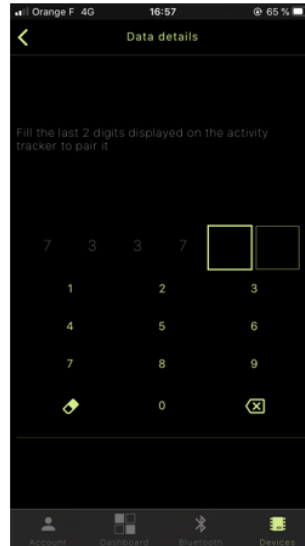 Orange F 4G 16:57 65 %
Data details
Fill the last 2 digits displayed on the activity
tracker to pair it
7 3 3 7
1 2 3
4 5 6
7 8 9
0
Account Dashboard Bluetooth Devices